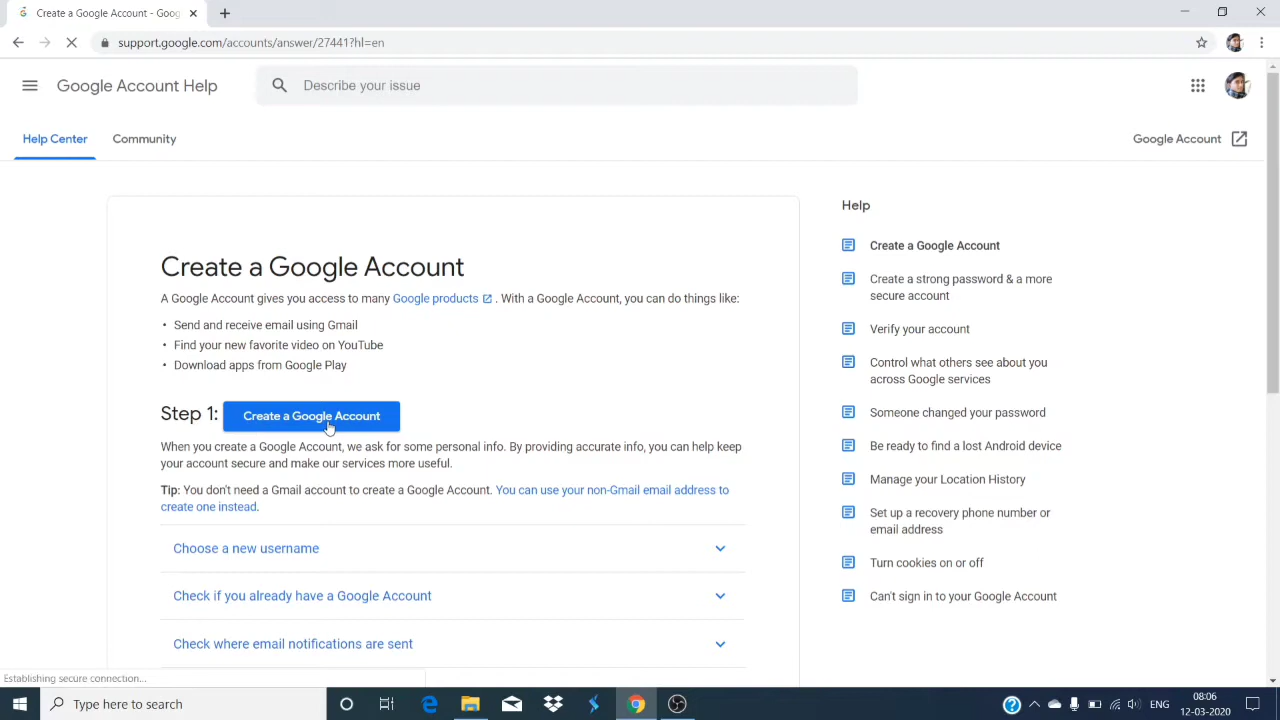 Create a Google Account - Goog
support.google.com/accounts/answer/27441?hl=en
Google Account Help
Describe your issue
Help Center
Community
Google Account
Create a Google Account
A Google Account gives you access to many Google products . With a Google Account, you can do things like:
• Send and receive email using Gmail
• Find your new favorite video on YouTube
• Download apps from Google Play
Step 1: Create a Google Account
When you create a Google Account, we ask for some personal info. By providing accurate info, you can help keep
your account secure and make our services more useful.
Tip: You don't need a Gmail account to create a Google Account. You can use your non-Gmail email address to
create one instead.
Choose a new username
Check if you already have a Google Account
Check where email notifications are sent
Help
Create a Google Account
Create a strong password & a more
secure account
Verify your account
Control what others see about you
across Google services
Someone changed your password
Be ready to find a lost Android device
Manage your Location History
Set up a recovery phone number or
email address
Turn cookies on or off
Can't sign in to your Google Account
Establishing secure connection...
Type here to search
ENG
08:06
12-03-2020